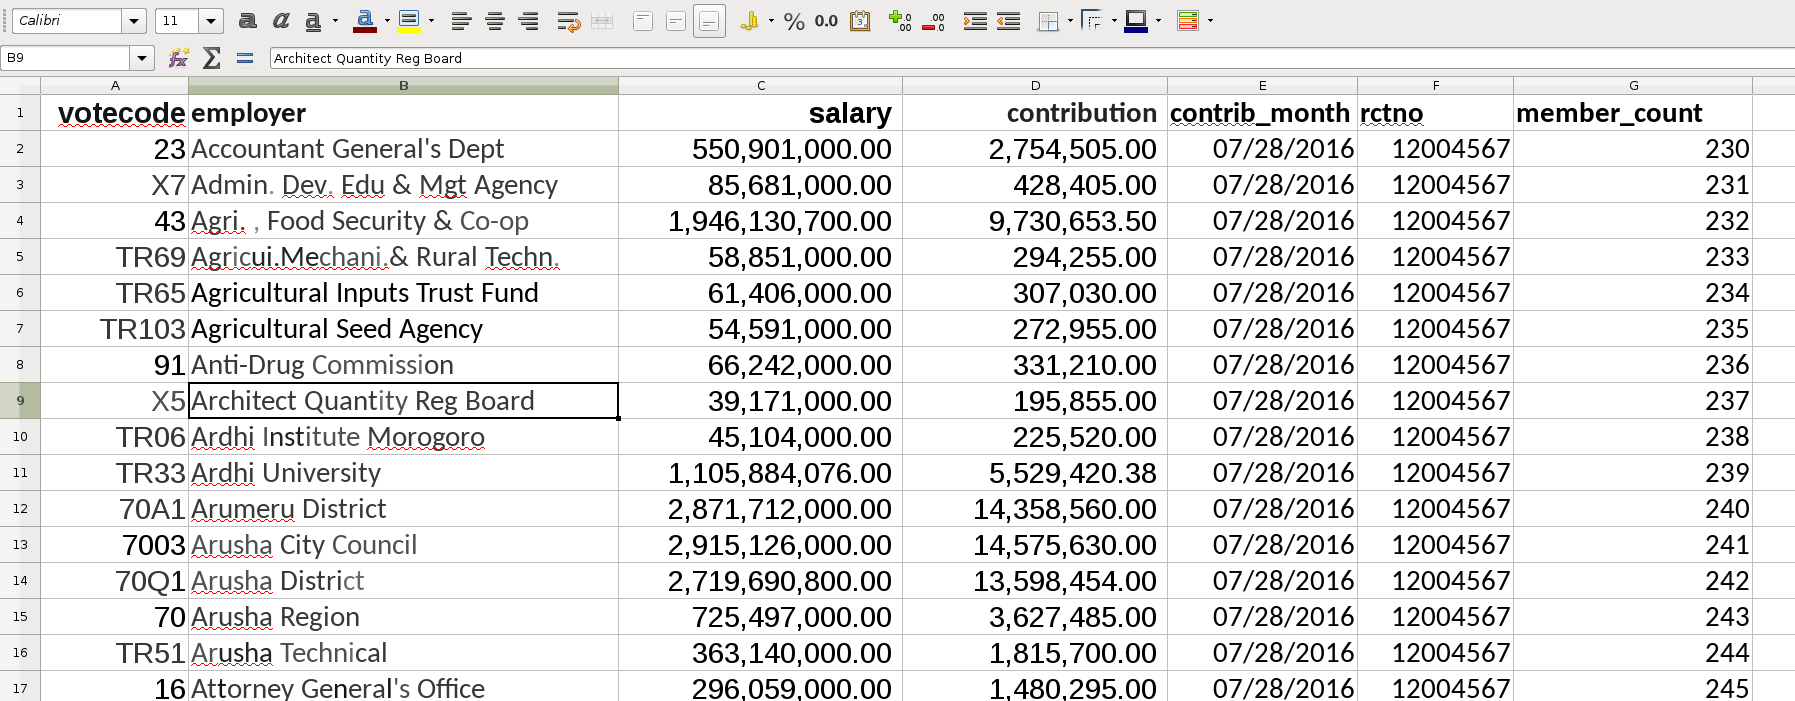 Calibri 11 a a a a % 0.0 3 .0 .00 .00 .0
B9 fx Σ = Architect Quantity Reg Board
A B C D E F G
1 votecode employer salary contribution contrib_month rctno member_count
2 23 Accountant General's Dept 550,901,000.00 2,754,505.00 07/28/2016 12004567 230
3 X7 Admin. Dev. Edu & Mgt Agency 85,681,000.00 428,405.00 07/28/2016 12004567 231
4 43 Agri. , Food Security & Co-op 1,946,130,700.00 9,730,653.50 07/28/2016 12004567 232
5 TR69 Agricui.Mechani.& Rural Techn. 58,851,000.00 294,255.00 07/28/2016 12004567 233
6 TR65 Agricultural Inputs Trust Fund 61,406,000.00 307,030.00 07/28/2016 12004567 234
7 TR103 Agricultural Seed Agency 54,591,000.00 272,955.00 07/28/2016 12004567 235
8 91 Anti-Drug Commission 66,242,000.00 331,210.00 07/28/2016 12004567 236
9 X5 Architect Quantity Reg Board 39,171,000.00 195,855.00 07/28/2016 12004567 237
10 TR06 Ardhi Institute Morogoro 45,104,000.00 225,520.00 07/28/2016 12004567 238
11 TR33 Ardhi University 1,105,884,076.00 5,529,420.38 07/28/2016 12004567 239
12 70A1 Arumeru District 2,871,712,000.00 14,358,560.00 07/28/2016 12004567 240
13 7003 Arusha City Council 2,915,126,000.00 14,575,630.00 07/28/2016 12004567 241
14 70Q1 Arusha District 2,719,690,800.00 13,598,454.00 07/28/2016 12004567 242
15 70 Arusha Region 725,497,000.00 3,627,485.00 07/28/2016 12004567 243
16 TR51 Arusha Technical 363,140,000.00 1,815,700.00 07/28/2016 12004567 244
17 16 Attorney General's Office 296,059,000.00 1,480,295.00 07/28/2016 12004567 245